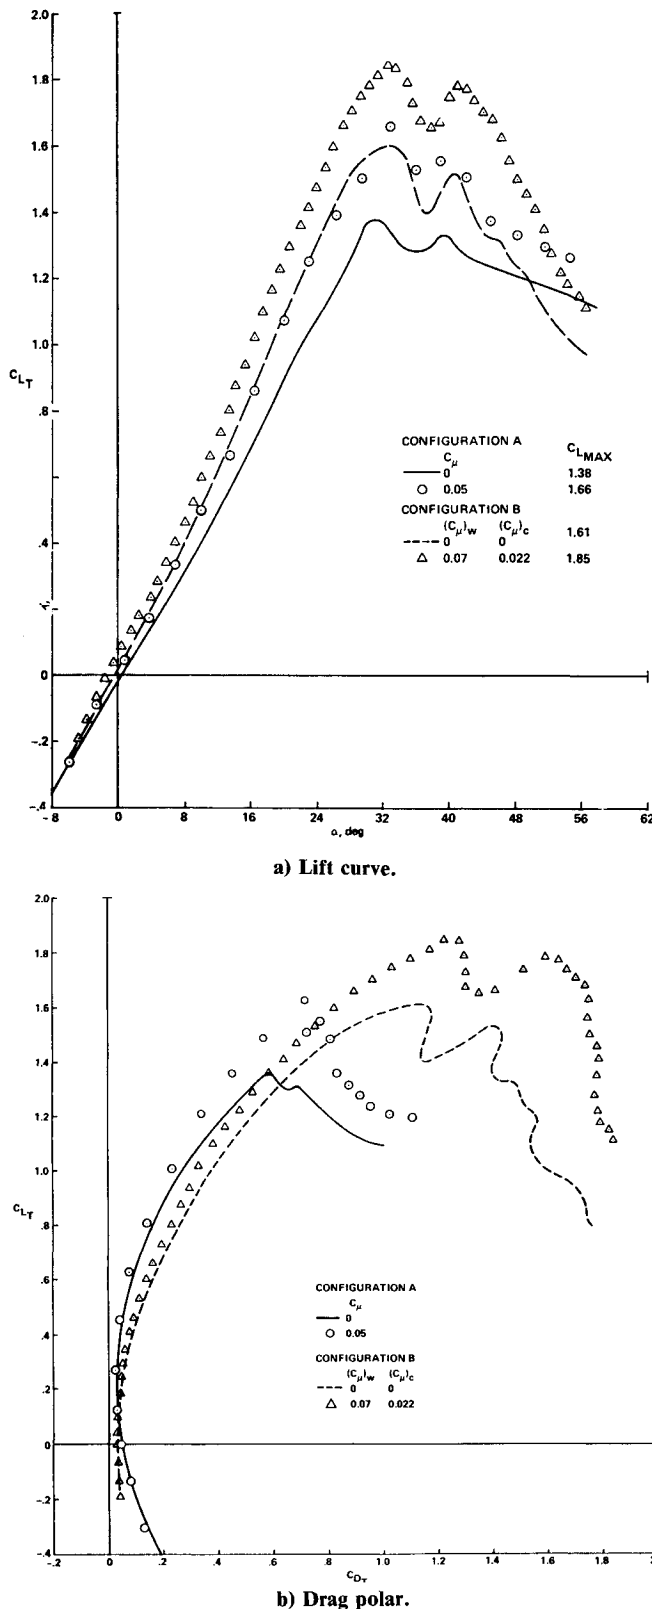 2.0
1.8
1.6
1.4
1.2
1.0
C_{L_T}
.8
.6
.4
.2
0
-.2
-.4
-8 0 8 16 24 32 40 48 56 62
α, deg
CONFIGURATION A C_{L_{MAX}}
C_μ
0 1.38
0.05 1.66
CONFIGURATION B
(C_μ)_W (C_μ)_C 1.61
0 0
0.07 0.022 1.85
a) Lift curve.
2.0
1.8
1.6
1.4
1.2
1.0
C_{L_T}
.8
.6
.4
.2
0
-.2
-.4
-.2 0 .2 .4 .6 .8 1.0 1.2 1.4 1.6 1.8
C_{D_T}
CONFIGURATION A
C_μ
0
0.05
CONFIGURATION B
(C_μ)_W (C_μ)_C
0 0
0.07 0.022
b) Drag polar.